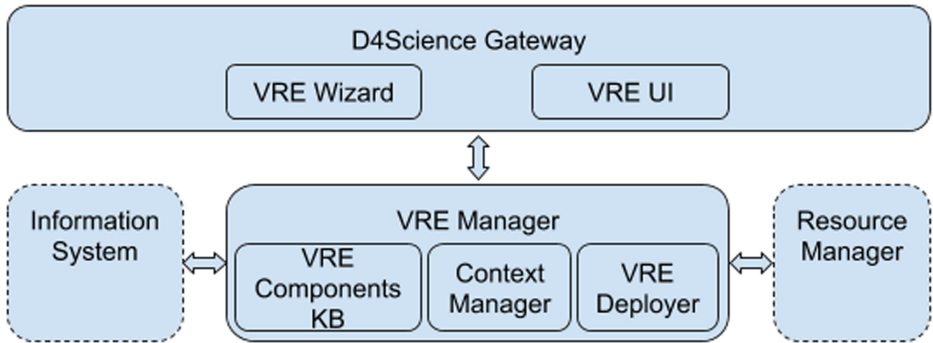 D4Science Gateway
VRE Wizard
VRE UI
Information
System
VRE Manager
VRE
Components
KB
Context
Manager
VRE
Deployer
Resource
Manager